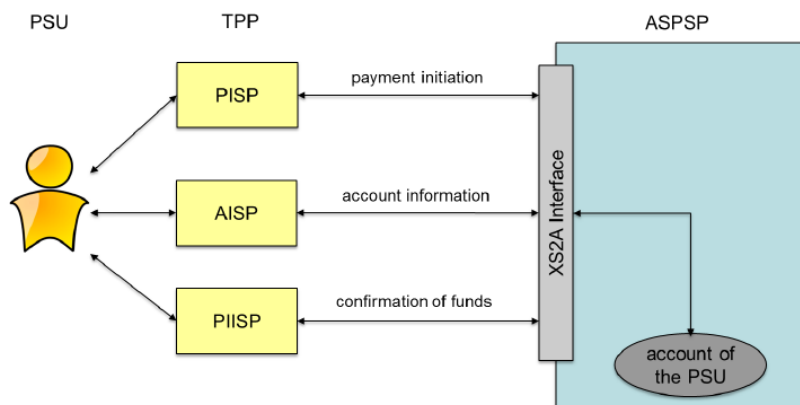 PSU
TPP
ASPSP
PISP
payment initiation
AISP
account information
PIISP
confirmation of funds
XS2A Interface
account of
the PSU